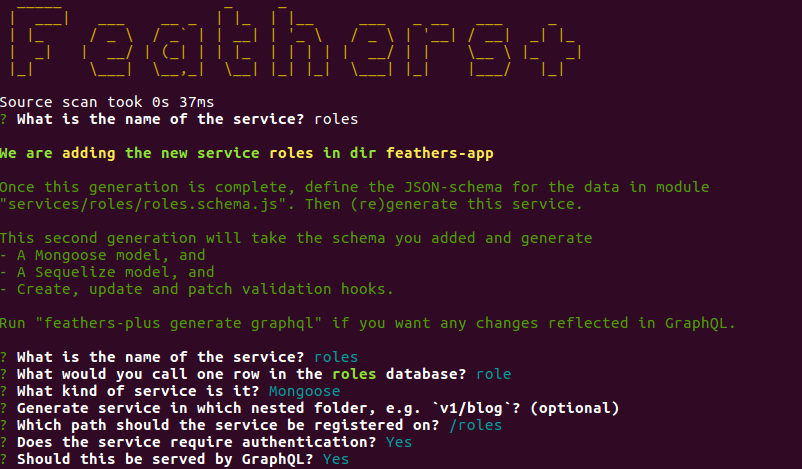 Feathers+
Source scan took 0s 37ms
? What is the name of the service? roles
We are adding the new service roles in dir feathers-app
Once this generation is complete, define the JSON-schema for the data in module
"services/roles/roles.schema.js". Then (re)generate this service.
This second generation will take the schema you added and generate
- A Mongoose model, and
- A Sequelize model, and
- Create, update and patch validation hooks.
Run "feathers-plus generate graphql" if you want any changes reflected in GraphQL.
? What is the name of the service? roles
? What would you call one row in the roles database? role
? What kind of service is it? Mongoose
? Generate service in which nested folder, e.g. `v1/blog`? (optional)
? Which path should the service be registered on? /roles
? Does the service require authentication? Yes
? Should this be served by GraphQL? Yes